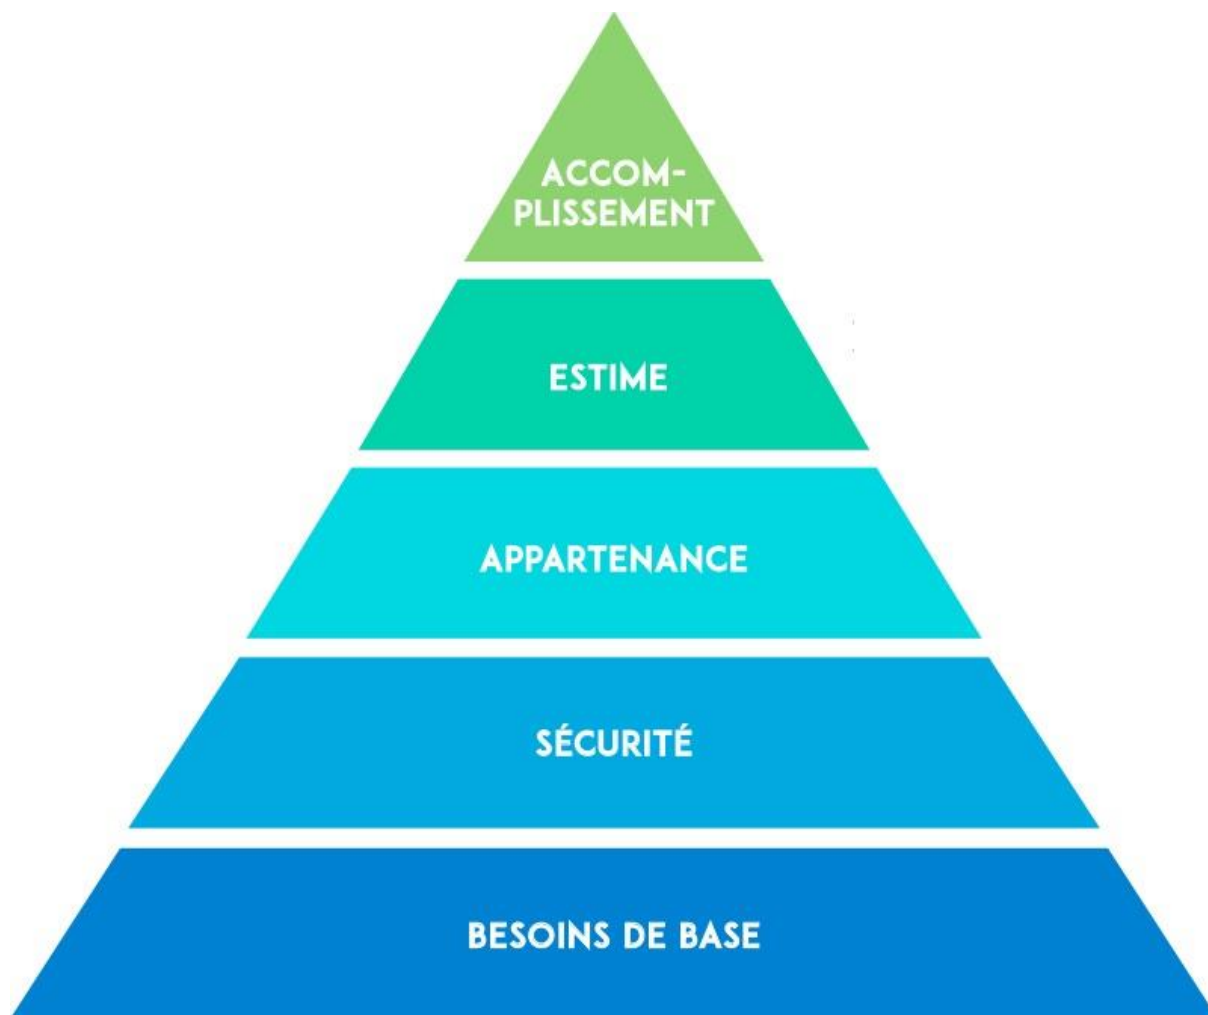 ACCOM-
PLISSEMENT
ESTIME
APPARTENANCE
SÉCURITÉ
BESOINS DE BASE